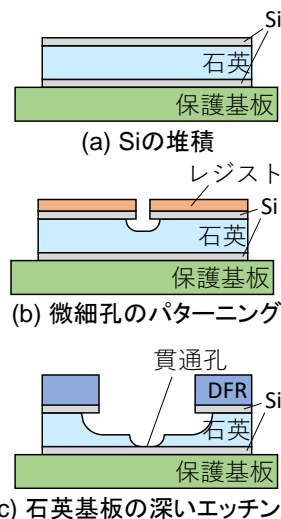 Si
石英
保護基板
(a) Siの堆積
レジスト
Si
石英
保護基板
(b) 微細孔のパターニング
貫通孔
DFR
Si
石英
保護基板
c) 石英基板の深いエッチン